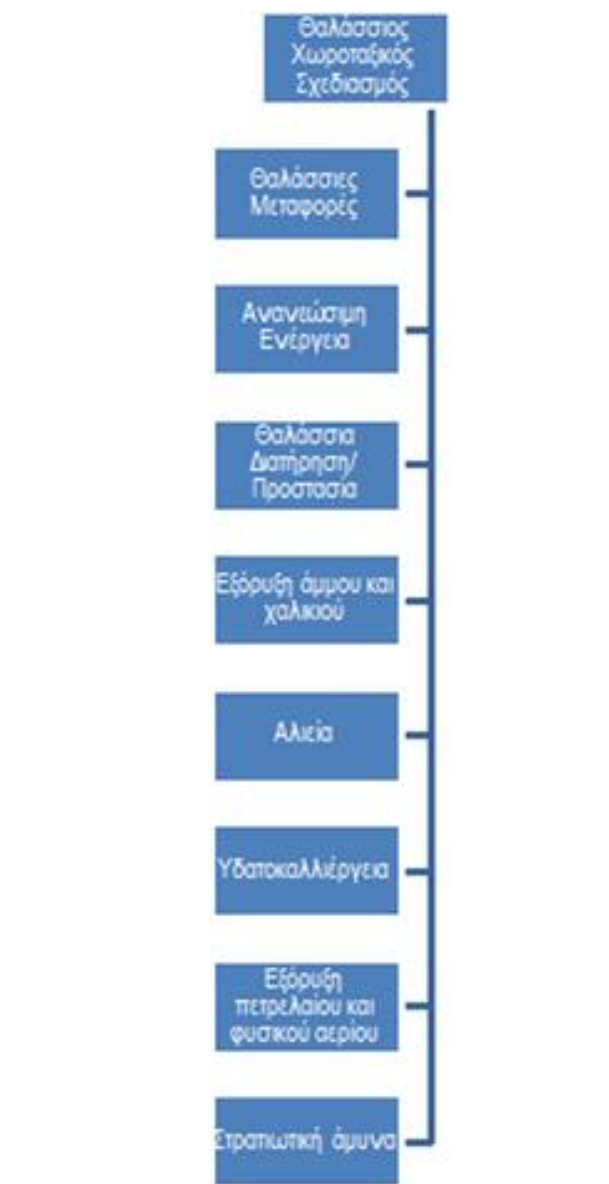 Θαλάσσιος
Χωροταξικός
Σχεδιασμός
Θαλάσσιες
Μεταφορές
Ανανεώσιμη
Ενέργεια
Θαλάσσια
Διατήρηση/
Προστασία
Εξόρυξη άμμου και
χαλικιού
Αλιεία
Υδατοκαλλιέργεια
Εξόρυξη
πετρελαίου και
φυσικού αερίου
Στρατιωτική άμυνα